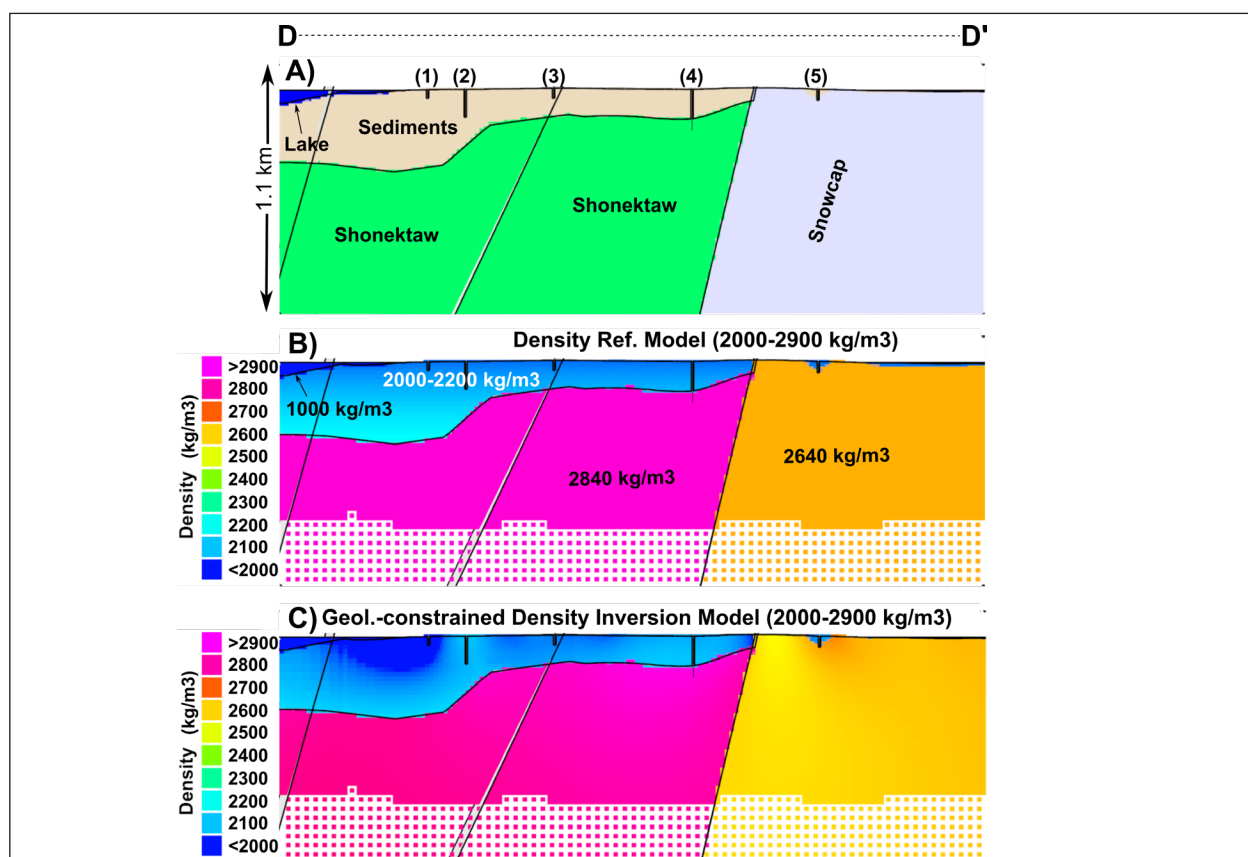 D D'
A)
(1) (2) (3) (4) (5)
Sediments
Lake
1.1 km
Shonektaw
Shonektaw
Snowcap
B) Density Ref. Model (2000-2900 kg/m3)
Density (kg/m3)
>2900
2800
2700
2600
2500
2400
2300
2200
2100
<2000
2000-2200 kg/m3
1000 kg/m3
2840 kg/m3
2640 kg/m3
C) Geol.-constrained Density Inversion Model (2000-2900 kg/m3)
Density (kg/m3)
>2900
2800
2700
2600
2500
2400
2300
2200
2100
<2000